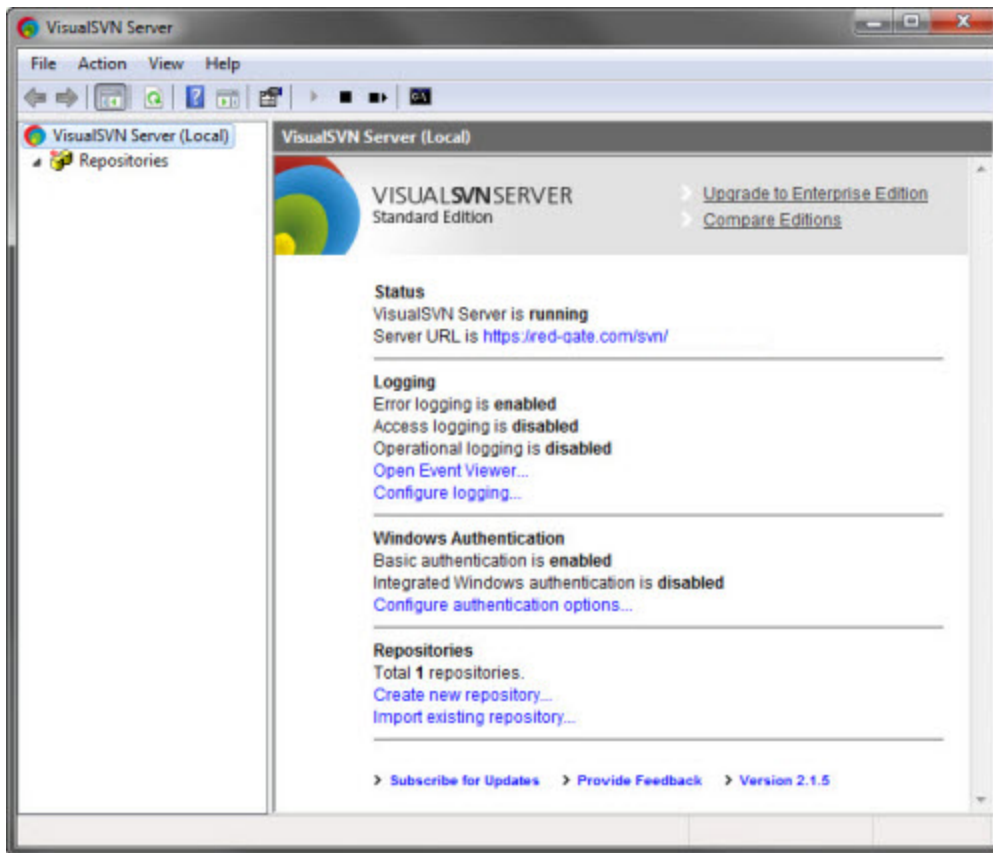 VisualSVN Server
File Action View Help
VisualSVN Server (Local)
Repositories
VisualSVN Server (Local)
VISUALSVNSERVER
Standard Edition
Upgrade to Enterprise Edition
Compare Editions
Status
VisualSVN Server is running
Server URL is https://red-gate.com/svn/
Logging
Error logging is enabled
Access logging is disabled
Operational logging is disabled
Open Event Viewer...
Configure logging...
Windows Authentication
Basic authentication is enabled
Integrated Windows authentication is disabled
Configure authentication options...
Repositories
Total 1 repositories.
Create new repository...
Import existing repository...
> Subscribe for Updates > Provide Feedback > Version 2.1.5